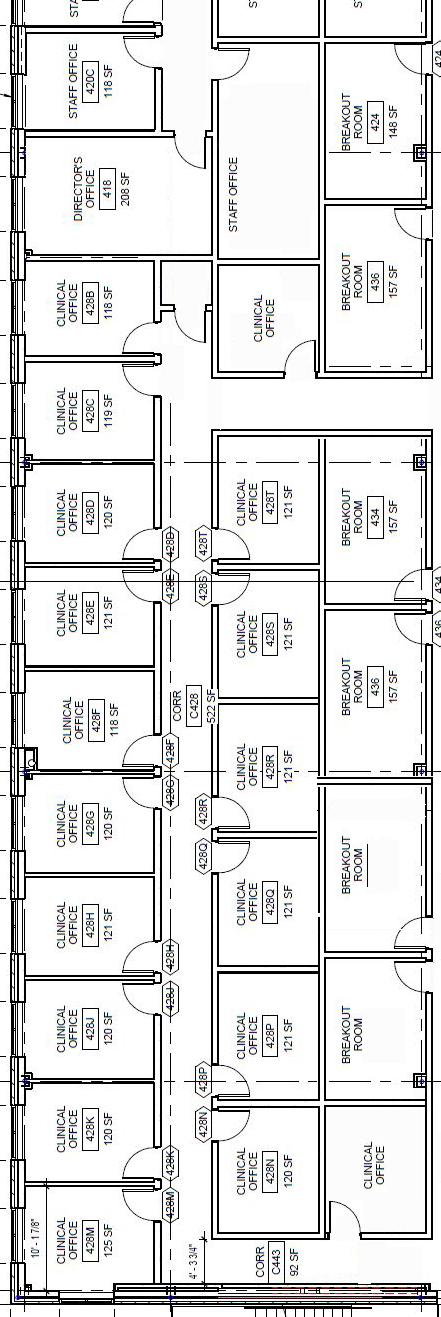 STA
STAFF OFFICE
420C
118 SF
DIRECTOR'S
OFFICE
418
208 SF
CLINICAL
OFFICE
428B
118 SF
CLINICAL
OFFICE
428C
119 SF
CLINICAL
OFFICE
428D
120 SF
CLINICAL
OFFICE
428E
121 SF
CLINICAL
OFFICE
428F
118 SF
CLINICAL
OFFICE
428G
120 SF
CLINICAL
OFFICE
428H
121 SF
CLINICAL
OFFICE
428J
120 SF
CLINICAL
OFFICE
428K
120 SF
10' - 1 7/8"
CLINICAL
OFFICE
428M
125 SF
428D
428E
CORR
C428
522 SF
428F
428G
428H
428J
428K
428M
4' - 3 3/4"
428T
428S
428R
428Q
428P
428N
ST
STAFF OFFICE
CLINICAL
OFFICE
CLINICAL
OFFICE
428T
121 SF
CLINICAL
OFFICE
428S
121 SF
CLINICAL
OFFICE
428R
121 SF
CLINICAL
OFFICE
428Q
121 SF
CLINICAL
OFFICE
428P
121 SF
CLINICAL
OFFICE
428N
120 SF
CORR
C443
92 SF
ST
BREAKOUT
ROOM
424
148 SF
BREAKOUT
ROOM
436
157 SF
BREAKOUT
ROOM
434
157 SF
BREAKOUT
ROOM
436
157 SF
BREAKOUT
ROOM
BREAKOUT
ROOM
CLINICAL
OFFICE
424
434
436